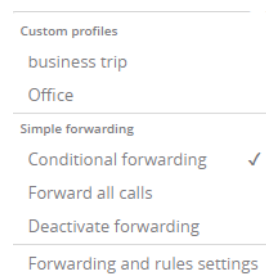 Custom profiles
business trip
Office
Simple forwarding
Conditional forwarding ✓
Forward all calls
Deactivate forwarding
Forwarding and rules settings